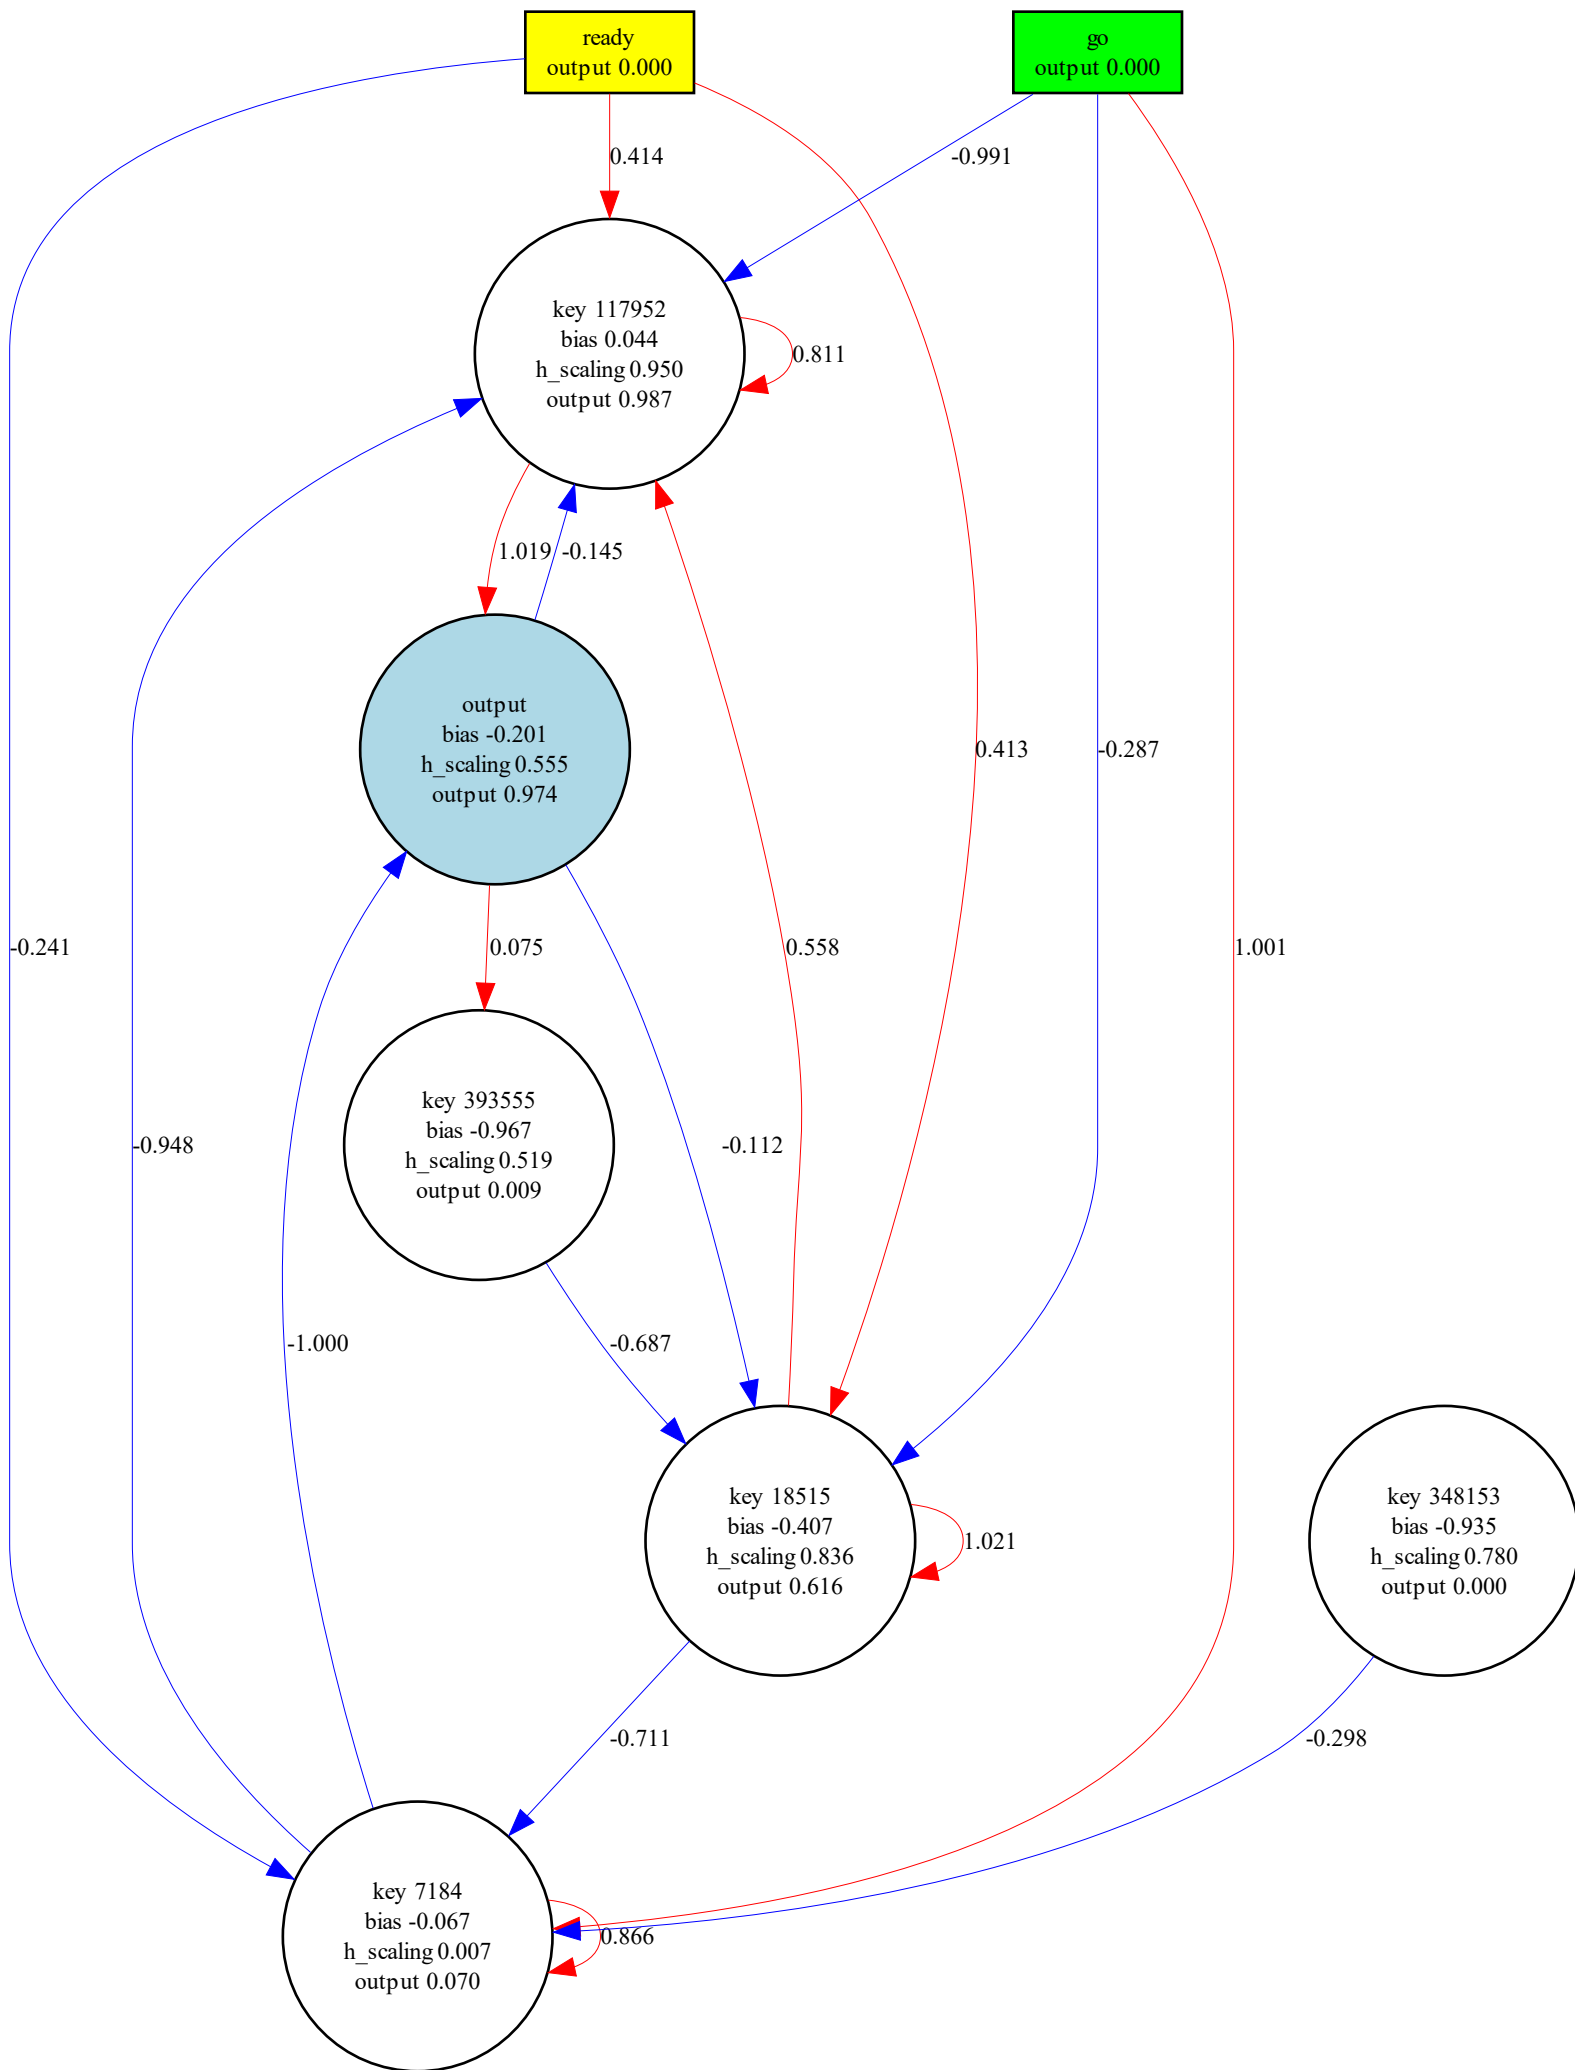 ready
output 0.000
go
output 0.000
0.414
-0.991
key 117952
bias 0.044
h_scaling 0.950
output 0.987
0.811
1.019
-0.145
output
bias -0.201
h_scaling 0.555
output 0.974
0.413
-0.287
-0.241
0.075
0.558
1.001
key 393555
bias -0.967
h_scaling 0.519
output 0.009
-0.948
-0.112
-1.000
-0.687
key 18515
bias -0.407
h_scaling 0.836
output 0.616
1.021
key 348153
bias -0.935
h_scaling 0.780
output 0.000
-0.711
-0.298
key 7184
bias -0.067
h_scaling 0.007
output 0.070
0.866